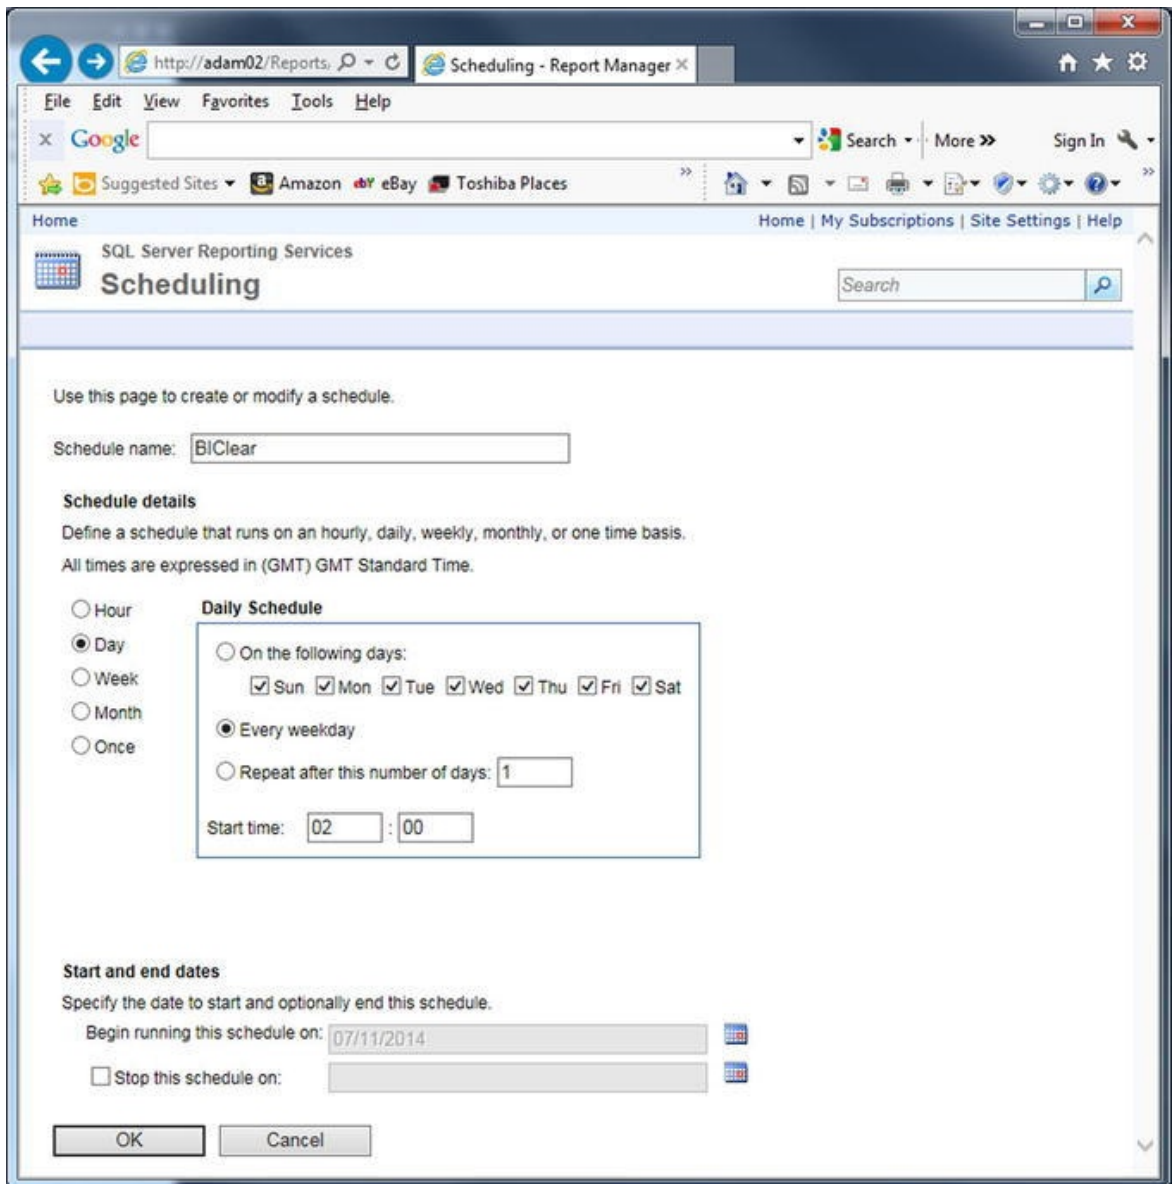 http://adam02/Reports/
Scheduling - Report Manager
File Edit View Favorites Tools Help
x Google Search More >> Sign In
Suggested Sites Amazon ebY eBay Toshiba Places
Home Home | My Subscriptions | Site Settings | Help
SQL Server Reporting Services
Scheduling
Search
Use this page to create or modify a schedule.
Schedule name: BIClear
Schedule details
Define a schedule that runs on an hourly, daily, weekly, monthly, or one time basis.
All times are expressed in (GMT) GMT Standard Time.
Hour Daily Schedule
Day On the following days:
Week Sun Mon Tue Wed Thu Fri Sat
Month Every weekday
Once
Repeat after this number of days: 1
Start time: 02 : 00
Start and end dates
Specify the date to start and optionally end this schedule.
Begin running this schedule on: 07/11/2014
Stop this schedule on:
OK Cancel